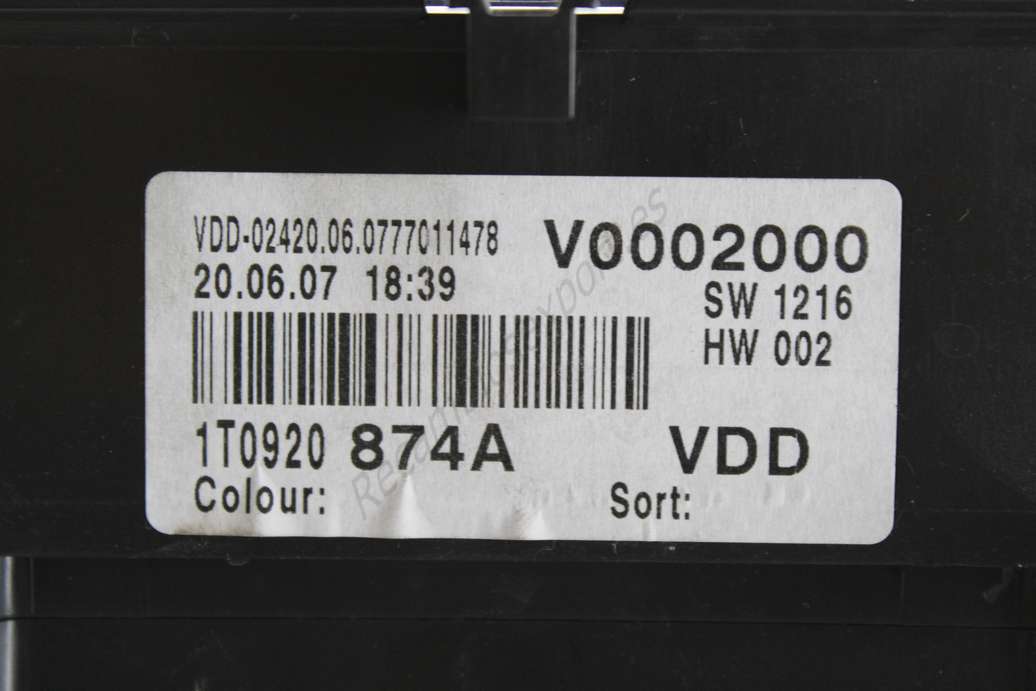 VDD-02420.06.0777011478
V0002000
20.06.07 18:39
SW 1216
HW 002
1T0920 874A
VDD
Colour:
Sort: